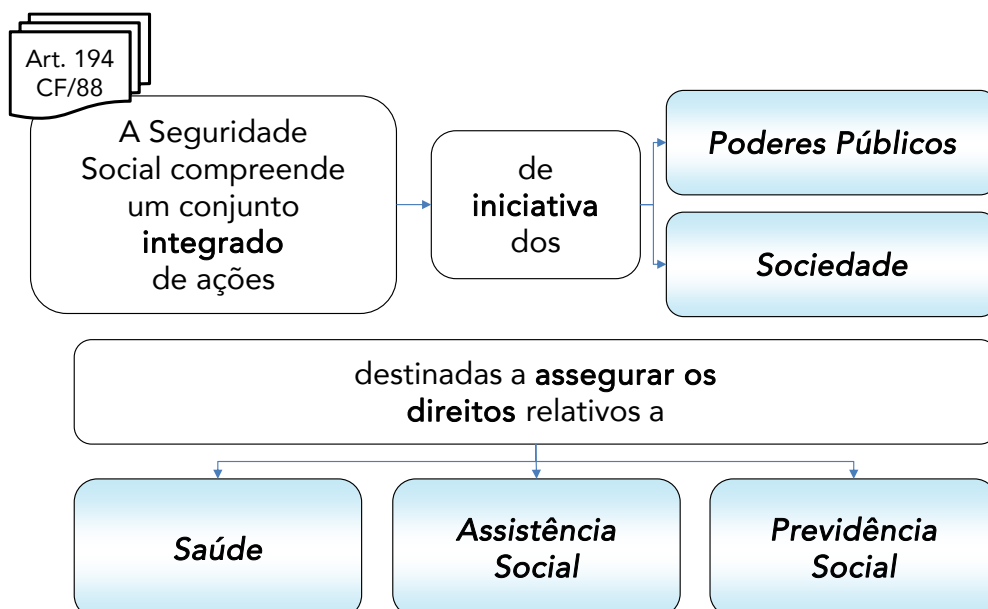 Art. 194
CF/88
A Seguridade
Social compreende
um conjunto
integrado
de ações
de
iniciativa
dos
Poderes Públicos
Sociedade
destinadas a assegurar os
direitos relativos a
Saúde
Assistência
Social
Previdência
Social